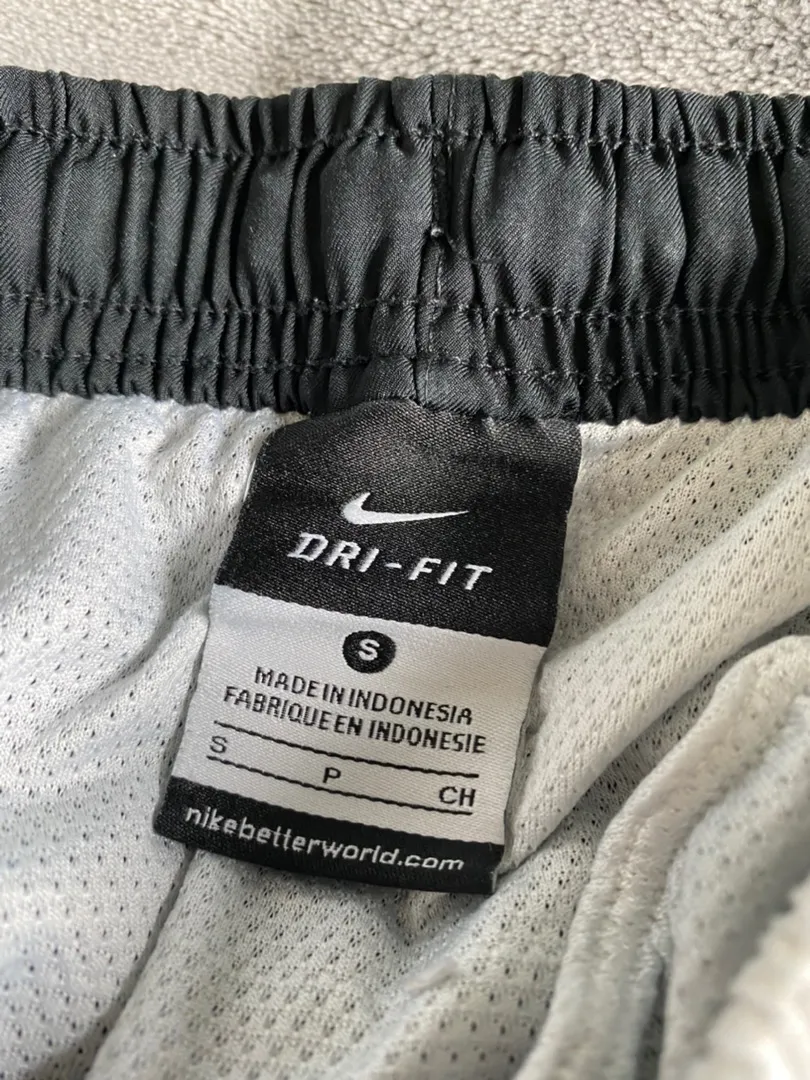 DRI-FIT
S
MADE IN INDONESIA
FABRIQUE EN INDONESIE
S
P
CH
nikebetterworld.com